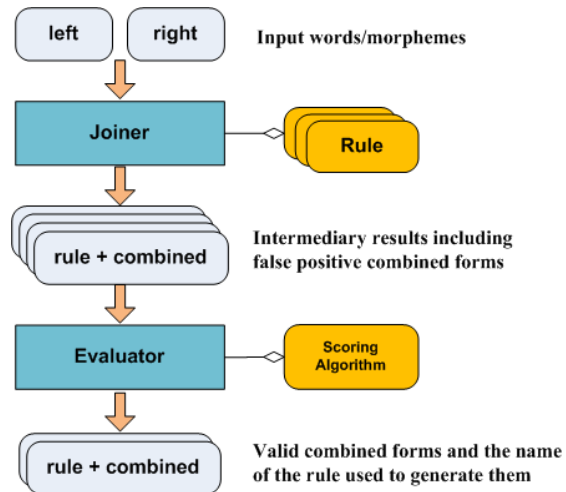 left
right
Input words/morphemes
Joiner
Rule
rule + combined
Intermediary results including
false positive combined forms
Evaluator
Scoring
Algorithm
rule + combined
Valid combined forms and the name
of the rule used to generate them